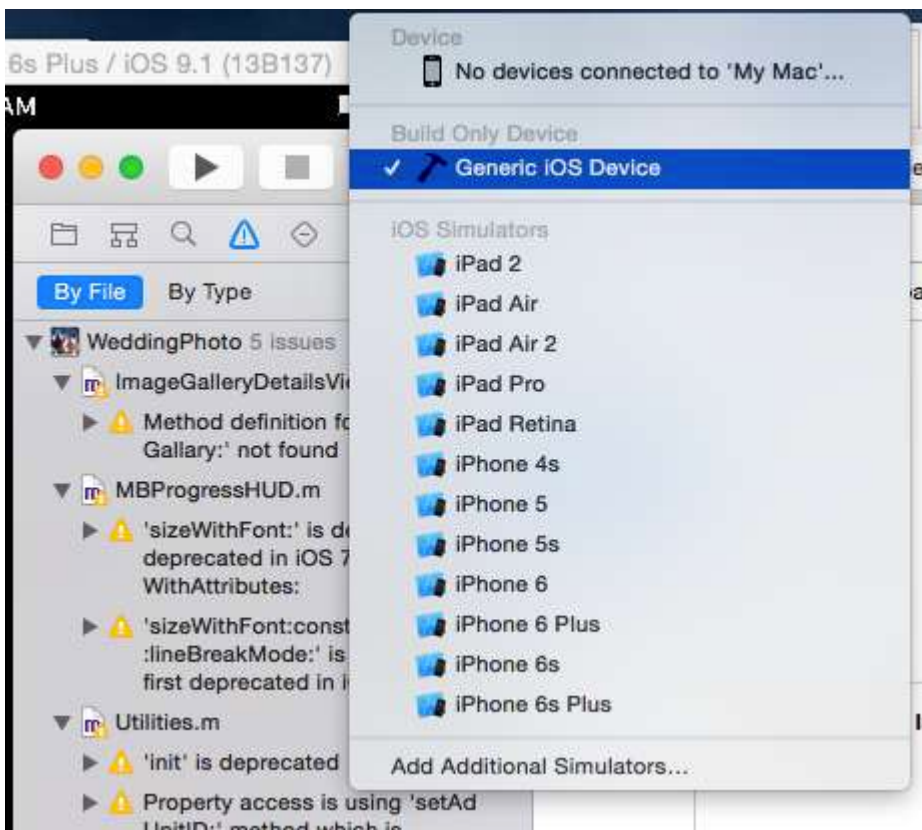 6s Plus / iOS 9.1 (13B137)
AM
Device
No devices connected to 'My Mac'...
Build Only Device
Generic iOS Device
iOS Simulators
iPad 2
iPad Air
iPad Air 2
iPad Pro
iPad Retina
iPhone 4s
iPhone 5
iPhone 5s
iPhone 6
iPhone 6 Plus
iPhone 6s
iPhone 6s Plus
Add Additional Simulators...
By File By Type
WeddingPhoto 5 issues
ImageGalleryDetailsVi
Method definition fo
Gallary:' not found
MBProgressHUD.m
'sizeWithFont:' is de
deprecated in iOS 7
WithAttributes:
'sizeWithFont:const
:lineBreakMode:' is
first deprecated in i
Utilities.m
'init' is deprecated
Property access is using 'setAd
UnitID:' method which is